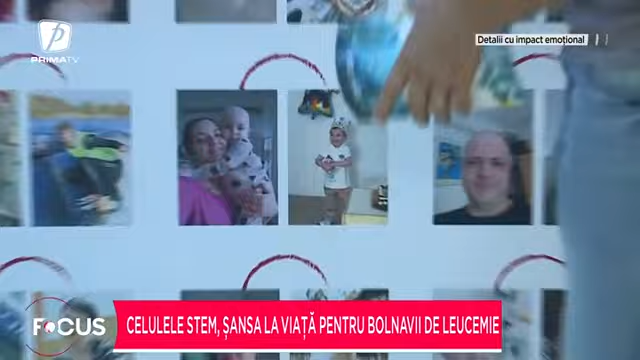 PRIMATV
Detalii cu impact emoțional
FOCUS
CELULELE STEM, ȘANSA LA VIAȚĂ PENTRU BOLNAVII DE LEUCEMIE